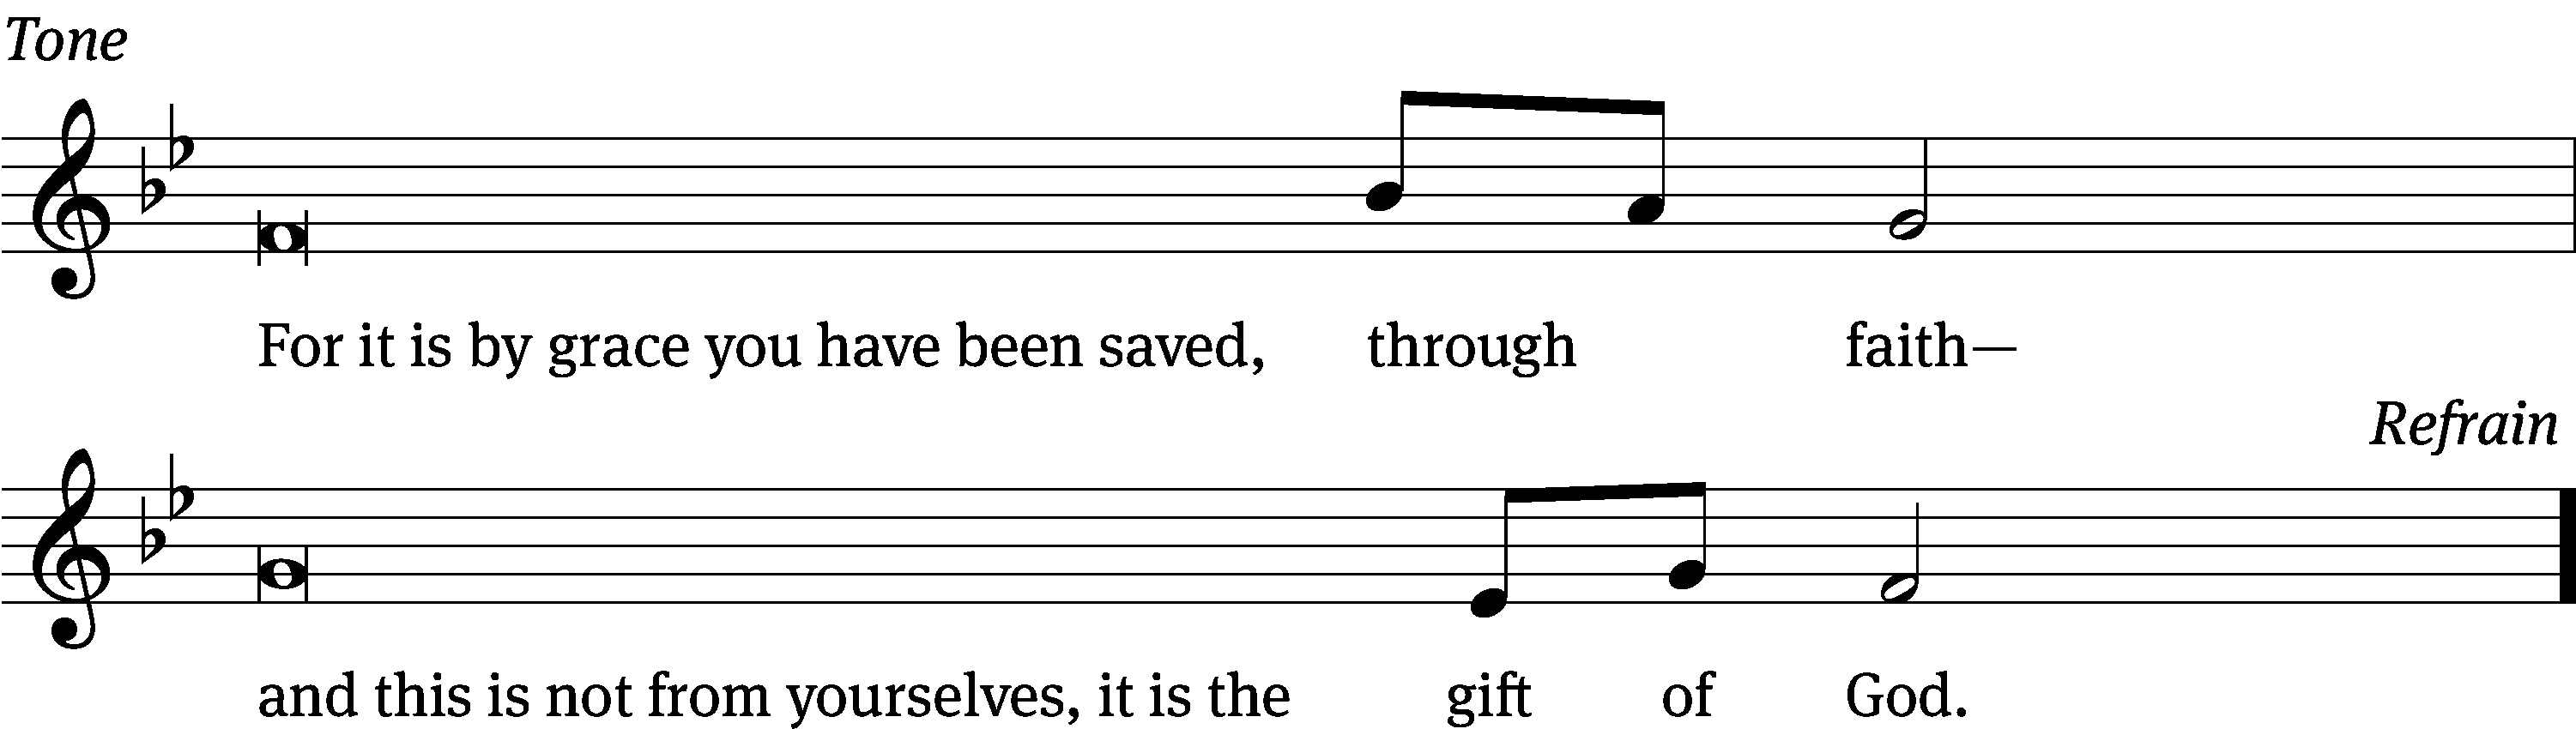 Tone
For it is by grace you have been saved, through faith—
Refrain
and this is not from yourselves, it is the gift of God.